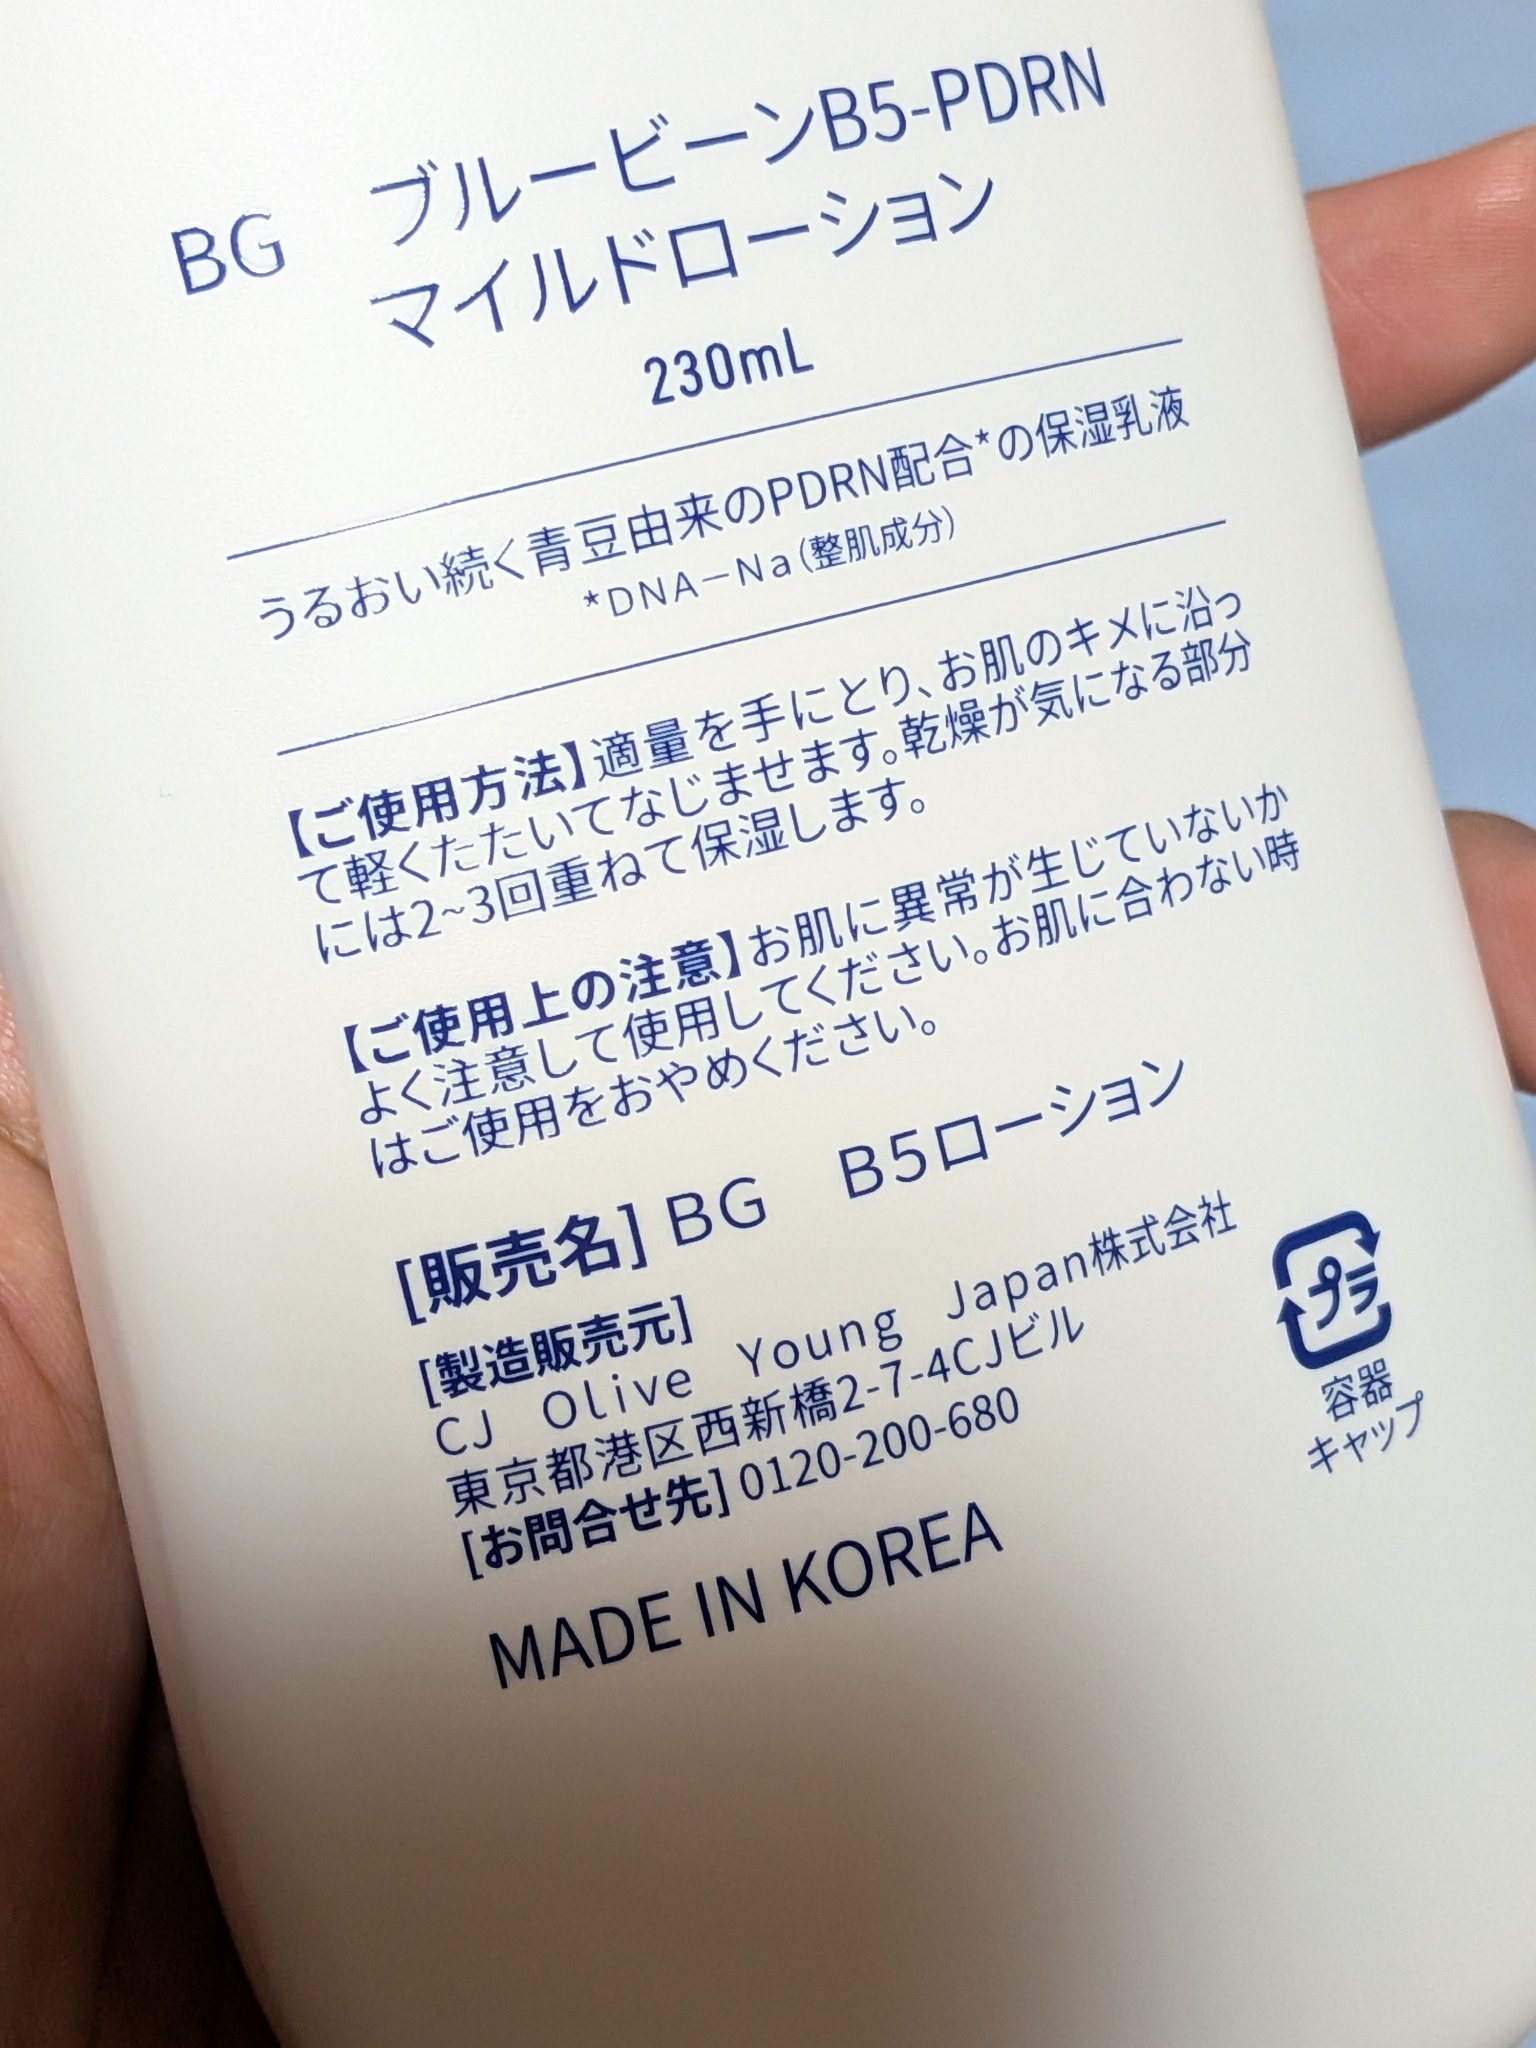 BG ブルービーンB5-PDRN
マイルドローション
230mL
うるおい続く青豆由来のPDRN配合*の保湿乳液
*DNA－Na(整肌成分)
【ご使用方法】適量を手にとり、お肌のキメに沿っ
て軽くたたいてなじませます。乾燥が気になる部分
には2~3回重ねて保湿します。
【ご使用上の注意】お肌に異常が生じていないか
よく注意して使用してください。お肌に合わない時
はご使用をおやめください。
[販売名] BG B5ローション
[製造販売元]
CJ Olive Young Japan株式会社
東京都港区西新橋2-7-4CJビル
[お問合せ先] 0120-200-680
MADE IN KOREA
プラ
容器
キャップ